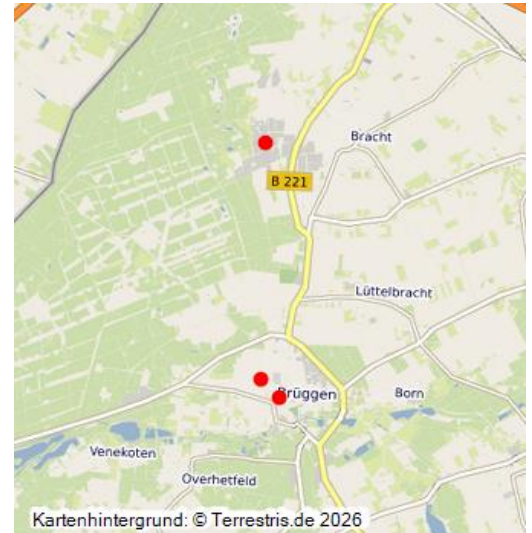 Bracht
B 221
Lüttelbracht
Brüggen
Born
Venekoten
Overhetfeld
Kartenhintergrund: © Terrestris.de 2026